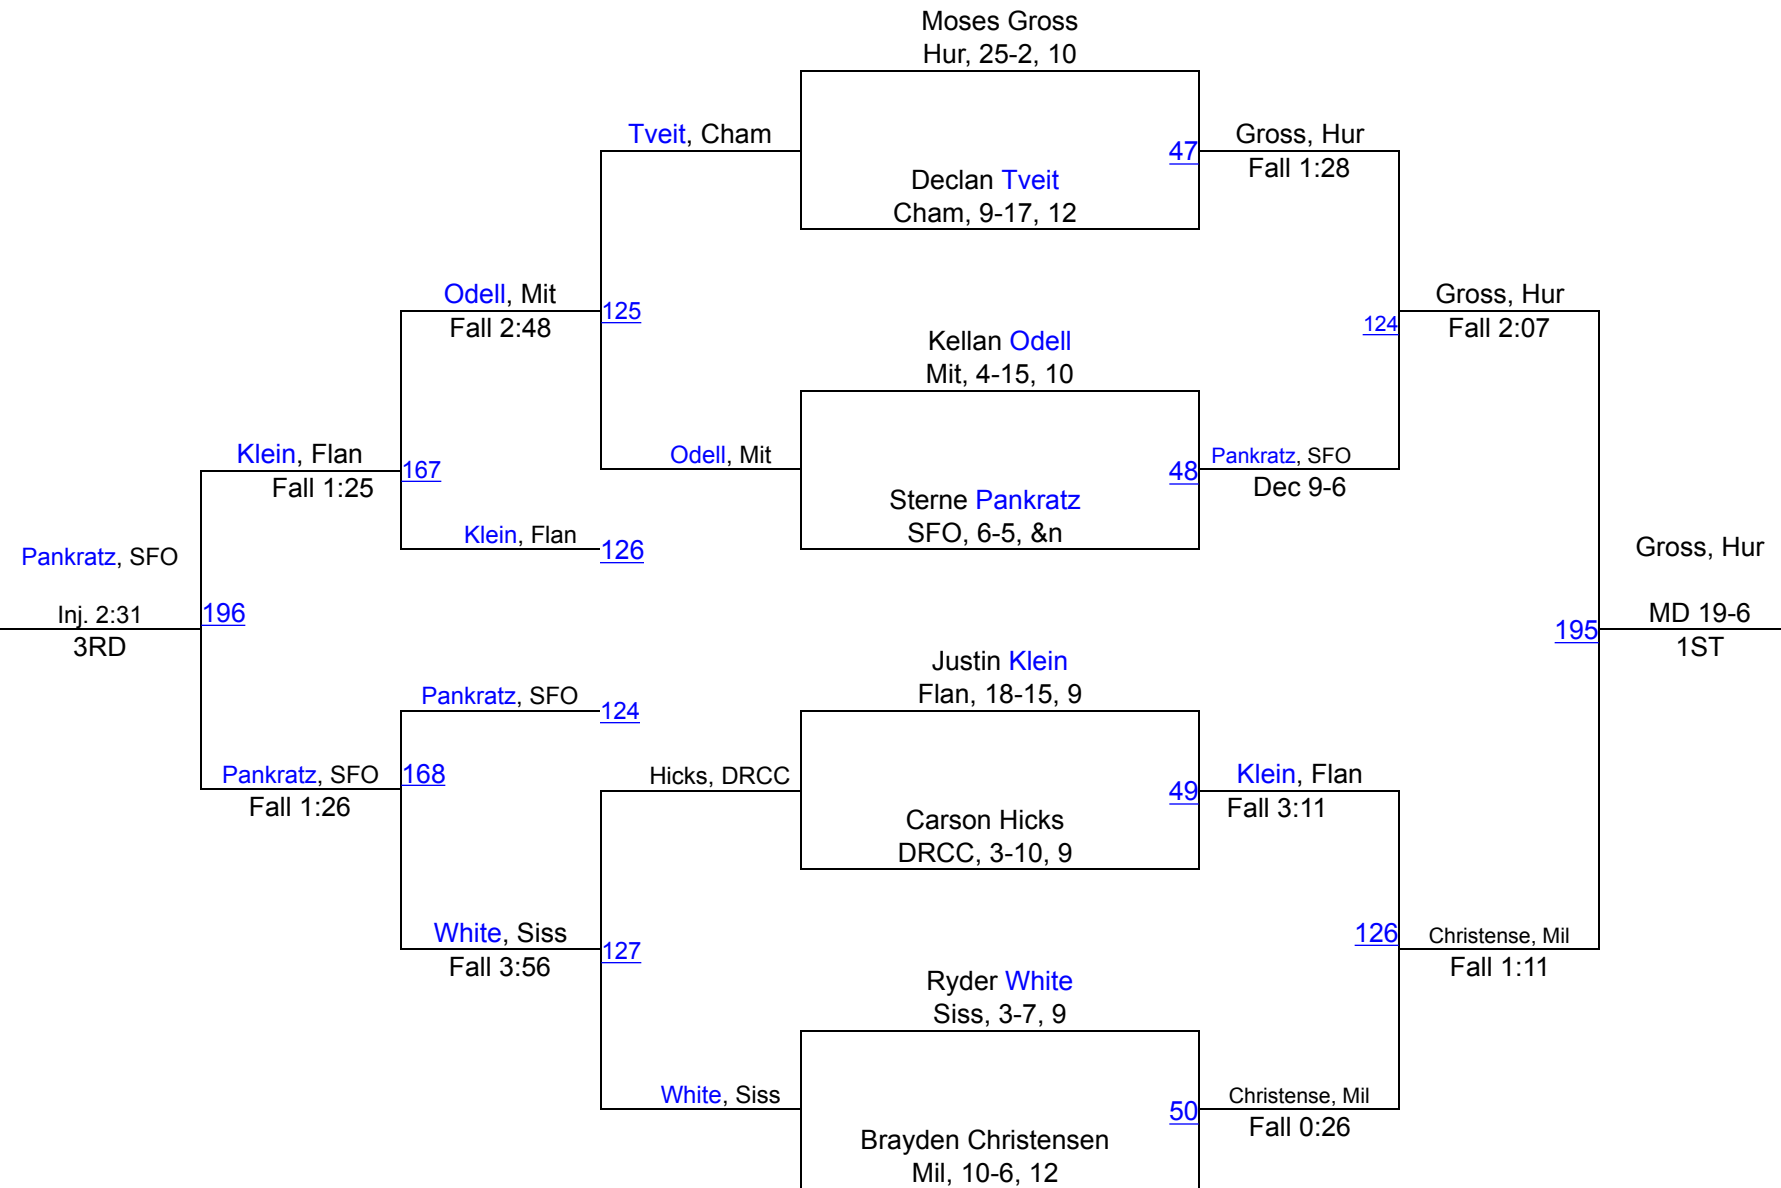 Moses Gross
Hur, 25-2, 10
Tveit, Cham
47
Gross, Hur
Fall 1:28
Declan Tveit
Cham, 9-17, 12
Odell, Mit
Fall 2:48
125
Gross, Hur
Fall 2:07
124
Kellan Odell
Mit, 4-15, 10
Klein, Flan
Fall 1:25
167
Odell, Mit
48
Pankratz, SFO
Dec 9-6
Sterne Pankratz
SFO, 6-5, &n
Klein, Flan
126
Pankratz, SFO
Inj. 2:31
3RD
196
Gross, Hur
MD 19-6
1ST
195
Justin Klein
Flan, 18-15, 9
Pankratz, SFO
124
Pankratz, SFO
Fall 1:26
168
Hicks, DRCC
49
Klein, Flan
Fall 3:11
Carson Hicks
DRCC, 3-10, 9
White, Siss
Fall 3:56
127
126
Christense, Mil
Fall 1:11
Ryder White
Siss, 3-7, 9
White, Siss
50
Christense, Mil
Fall 0:26
Brayden Christensen
Mil, 10-6, 12